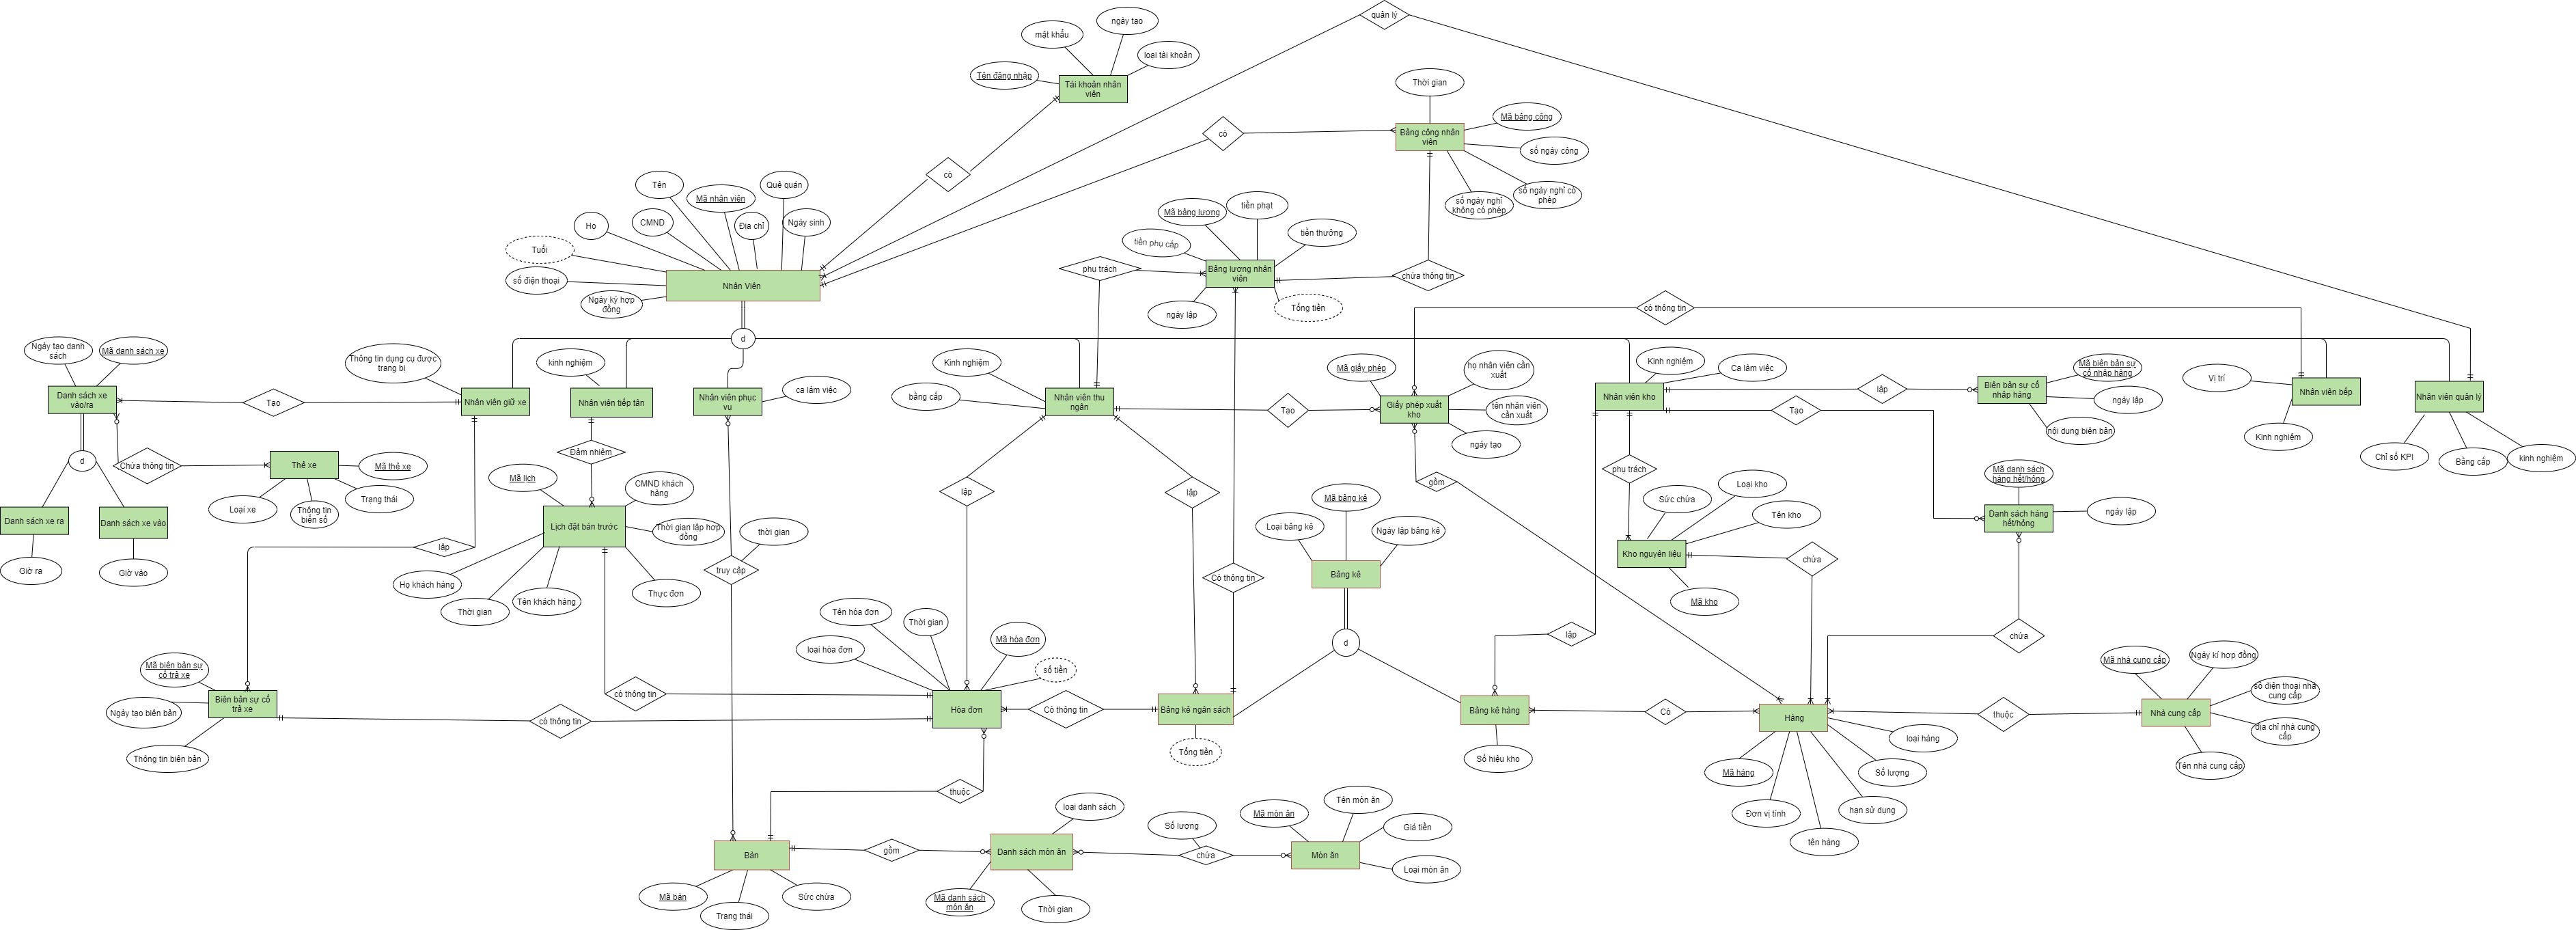 quản lý
ngáy tạo
mật khẩu
loại tài khoản
Tên đăng nhập
Tài khoản nhân
viên
Thời gian
Mã bảng công
có
Bảng công nhân
viên
số ngày công
có
Tên
Quê quán
Mã nhân viên
số ngày nghỉ có
phép
số ngày nghỉ
không có phép
Mã bảng lương
tiền phạt
Họ
CMND
Địa chỉ
Ngày sinh
Tuổi
tiền phụ cấp
tiền thưởng
số điện thoại
Nhân Viên
phụ trách
Bảng lương nhân
viên
chứa thông tin
Ngày ký hợp
đồng
ngày lập
Tổng tiền
có thông tin
d
Ngày tạo danh
sách
Mã danh sách xe
Thông tin dụng cụ được
trang bị
kinh nghiệm
Kinh nghiệm
Mã giấy phép
họ nhân viên cần
xuất
Kinh nghiệm
Ca làm việc
Mã biên bản sự
cố nhập hàng
Danh sách xe
vào/ra
Tạo
Nhân viên giữ xe
Nhân viên tiếp tân
Nhân viên phục
vụ
ca làm việc
bằng cấp
Nhân viên thu
ngân
Tạo
Giấy phép xuất
kho
tên nhân viên
cần xuất
Nhân viên kho
lập
Tạo
Biên bản sự cố
nhâp hàng
ngày lập
Vị trí
Nhân viên bếp
Nhân viên quản lý
nội dung biên bản
Kinh nghiệm
ngày tạo
d
Chứa thông tin
Thẻ xe
Mã thẻ xe
Đảm nhiệm
Chỉ số KPI
Bằng cấp
kinh nghiệm
Loại xe
Thông tin
biển số
Trạng thái
Mã lịch
CMND khách
hàng
lập
lập
gồm
phụ trách
Mã danh sách
hàng hết/hỏng
Danh sách xe ra
Danh sách xe vào
Lịch đặt bàn trước
Thời gian lập hợp
đồng
thời gian
Mã bảng kê
Loại bảng kê
Ngày lập bảng kê
Sức chứa
Loại kho
Tên kho
Danh sách hàng
hết/hỏng
ngày lập
lập
Giờ ra
Giờ vào
Họ khách hàng
Thời gian
Tên khách hàng
Thực đơn
truy cập
Có thông tin
Bảng kê
Kho nguyên liệu
chứa
Mã kho
Tên hóa đơn
Thời gian
loại hóa đơn
Mã hóa đơn
số tiền
d
lập
chứa
Mã biên bản sự
cố trả xe
Ngày tạo biên bản
Biên bản sự cố
trả xe
có thông tin
có thông tin
Hóa đơn
Có thông tin
Bảng kê ngân sách
Bảng kê hàng
Có
Hàng
thuộc
Mã nhà cung cấp
Ngày kí hợp đồng
số điện thoại nhà
cung cấp
Nhà cung cấp
địa chỉ nhà cung
cấp
Tên nhà cung cấp
Thông tin biên bản
Tổng tiền
Số hiệu kho
loại hàng
Mã hàng
Số lượng
Đơn vị tính
hạn sử dụng
tên hàng
thuộc
loại danh sách
Số lượng
Mã món ăn
Tên món ăn
Giá tiền
Bàn
gồm
Danh sách món ăn
chứa
Món ăn
Loại món ăn
Mã bàn
Trạng thái
Sức chứa
Mã danh sách
món ăn
Thời gian